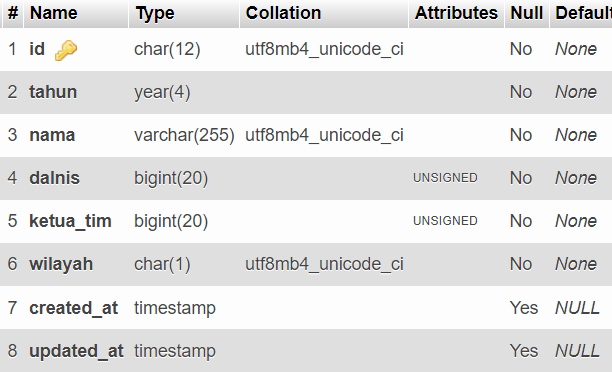 # Name Type Collation Attributes Null Default
1 id char(12) utf8mb4_unicode_ci No None
2 tahun year(4) No None
3 nama varchar(255) utf8mb4_unicode_ci No None
4 dalnis bigint(20) UNSIGNED No None
5 ketua_tim bigint(20) UNSIGNED No None
6 wilayah char(1) utf8mb4_unicode_ci No None
7 created_at timestamp Yes NULL
8 updated_at timestamp Yes NULL